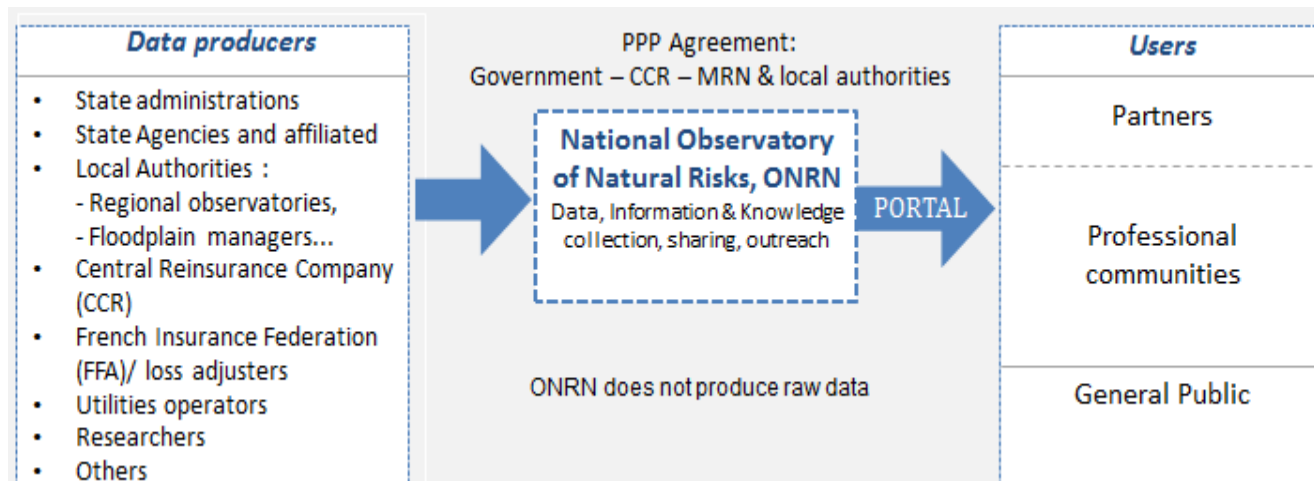 Data producers
• State administrations
• State Agencies and affiliated
• Local Authorities :
- Regional observatories,
- Floodplain managers...
• Central Reinsurance Company
(CCR)
• French Insurance Federation
(FFA)/ loss adjusters
• Utilities operators
• Researchers
• Others
PPP Agreement:
Government – CCR – MRN & local authorities
National Observatory
of Natural Risks, ONRN
Data, Information & Knowledge
collection, sharing, outreach
PORTAL
ONRN does not produce raw data
Users
Partners
Professional
communities
General Public